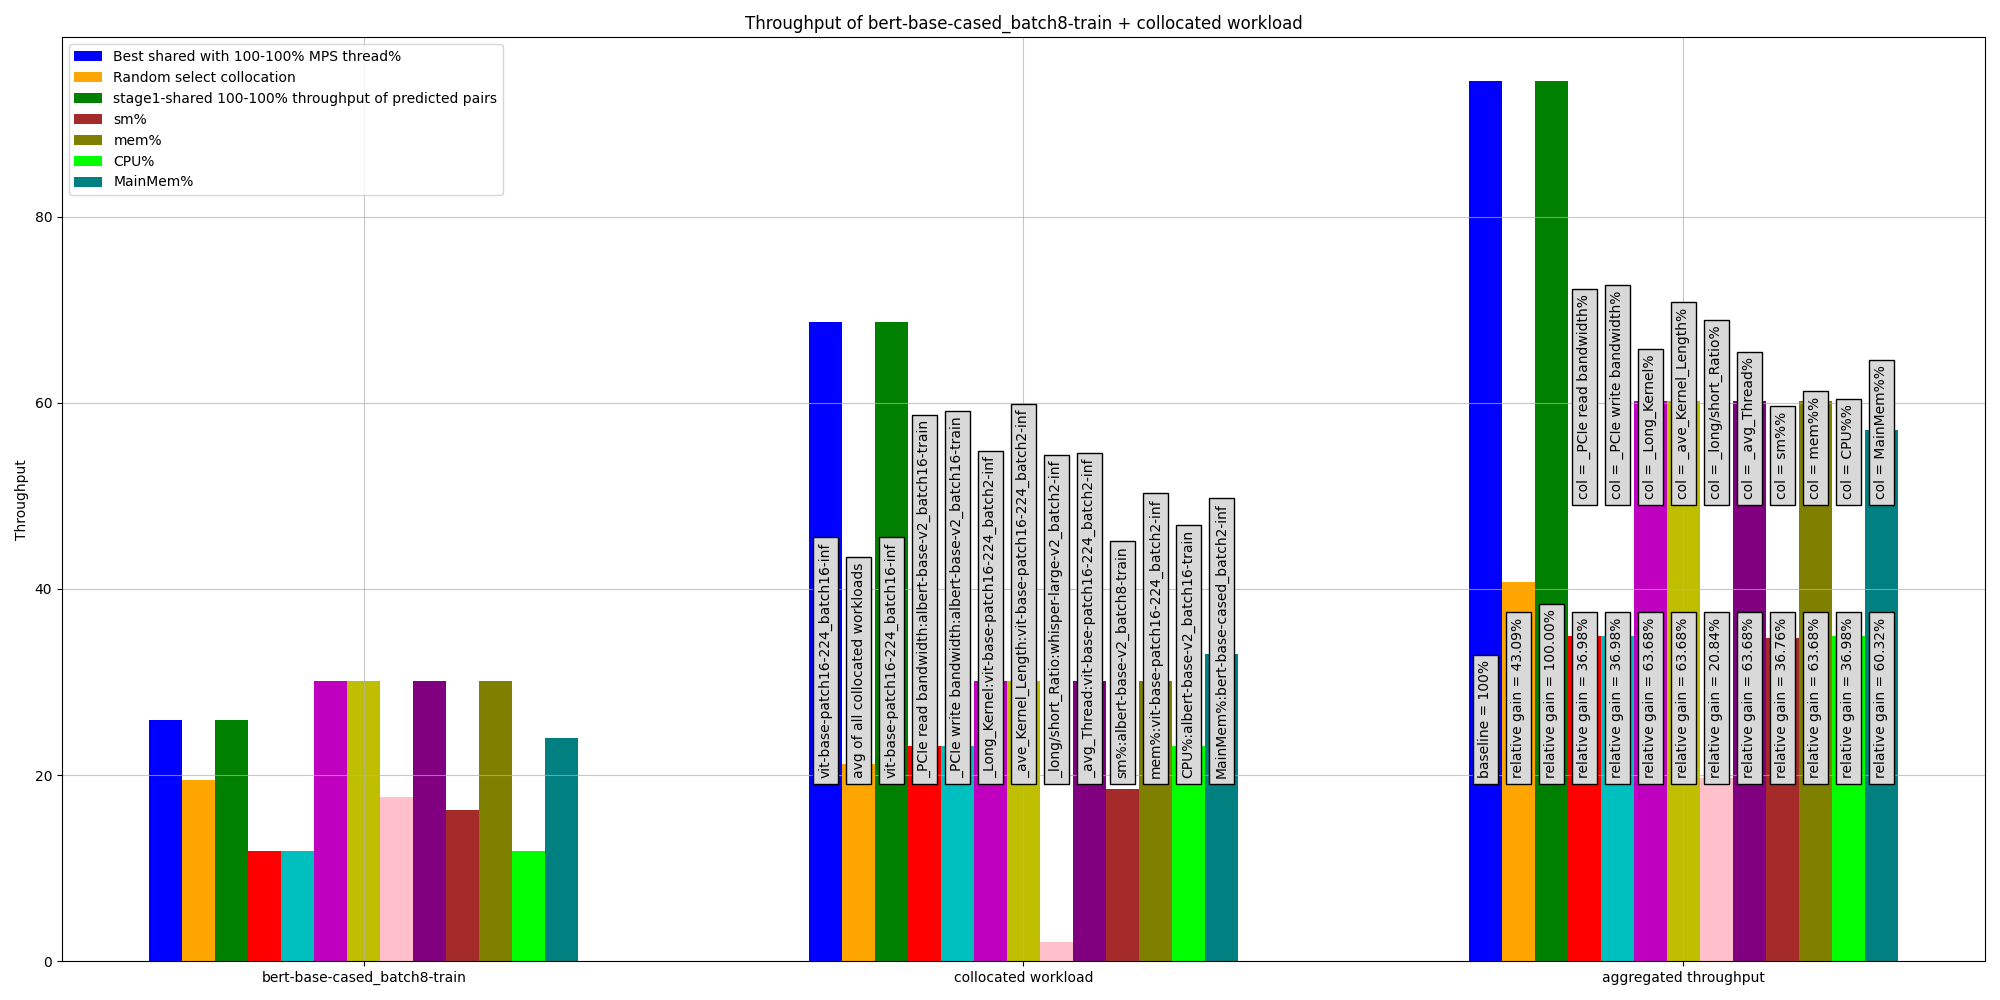 Throughput of bert-base-cased_batch8-train + collocated workload
Best shared with 100-100% MPS thread%
Random select collocation
stage1-shared 100-100% throughput of predicted pairs
sm%
mem%
CPU%
MainMem%
Throughput
80
60
40
20
0
vit-base-patch16-224_batch16-inf
avg of all collocated workloads
vit-base-patch16-224_batch16-inf
_PCIe read bandwidth:albert-base-v2_batch16-train
_PCIe write bandwidth:albert-base-v2_batch16-train
_Long_Kernel:vit-base-patch16-224_batch2-inf
_ave_Kernel_Length:vit-base-patch16-224_batch2-inf
_long/short_Ratio:whisper-large-v2_batch2-inf
_avg_Thread:vit-base-patch16-224_batch2-inf
sm%:albert-base-v2_batch8-train
mem%:vit-base-patch16-224_batch2-inf
CPU%:albert-base-v2_batch16-train
MainMem%:bert-base-cased_batch2-inf
col = _PCIe read bandwidth%
col = _PCIe write bandwidth%
col = _Long_Kernel%
col = _ave_Kernel_Length%
col = _long/short_Ratio%
col = _avg_Thread%
col = sm%%
col = mem%%
col = CPU%%
col = MainMem%%
baseline = 100%
relative gain = 43.09%
relative gain = 100.00%
relative gain = 36.98%
relative gain = 36.98%
relative gain = 63.68%
relative gain = 63.68%
relative gain = 20.84%
relative gain = 63.68%
relative gain = 36.76%
relative gain = 63.68%
relative gain = 36.98%
relative gain = 60.32%
bert-base-cased_batch8-train
collocated workload
aggregated throughput